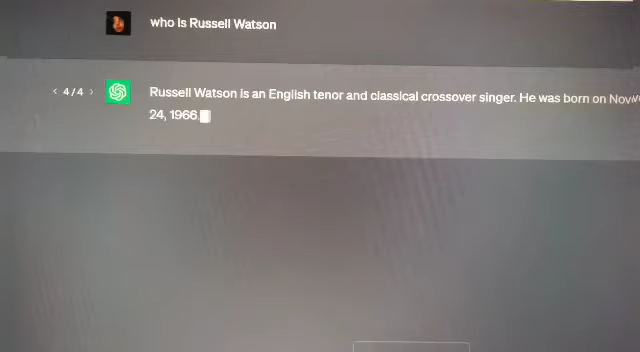 who is Russell Watson
< 4/4 >
Russell Watson is an English tenor and classical crossover singer. He was born on
24, 1966.